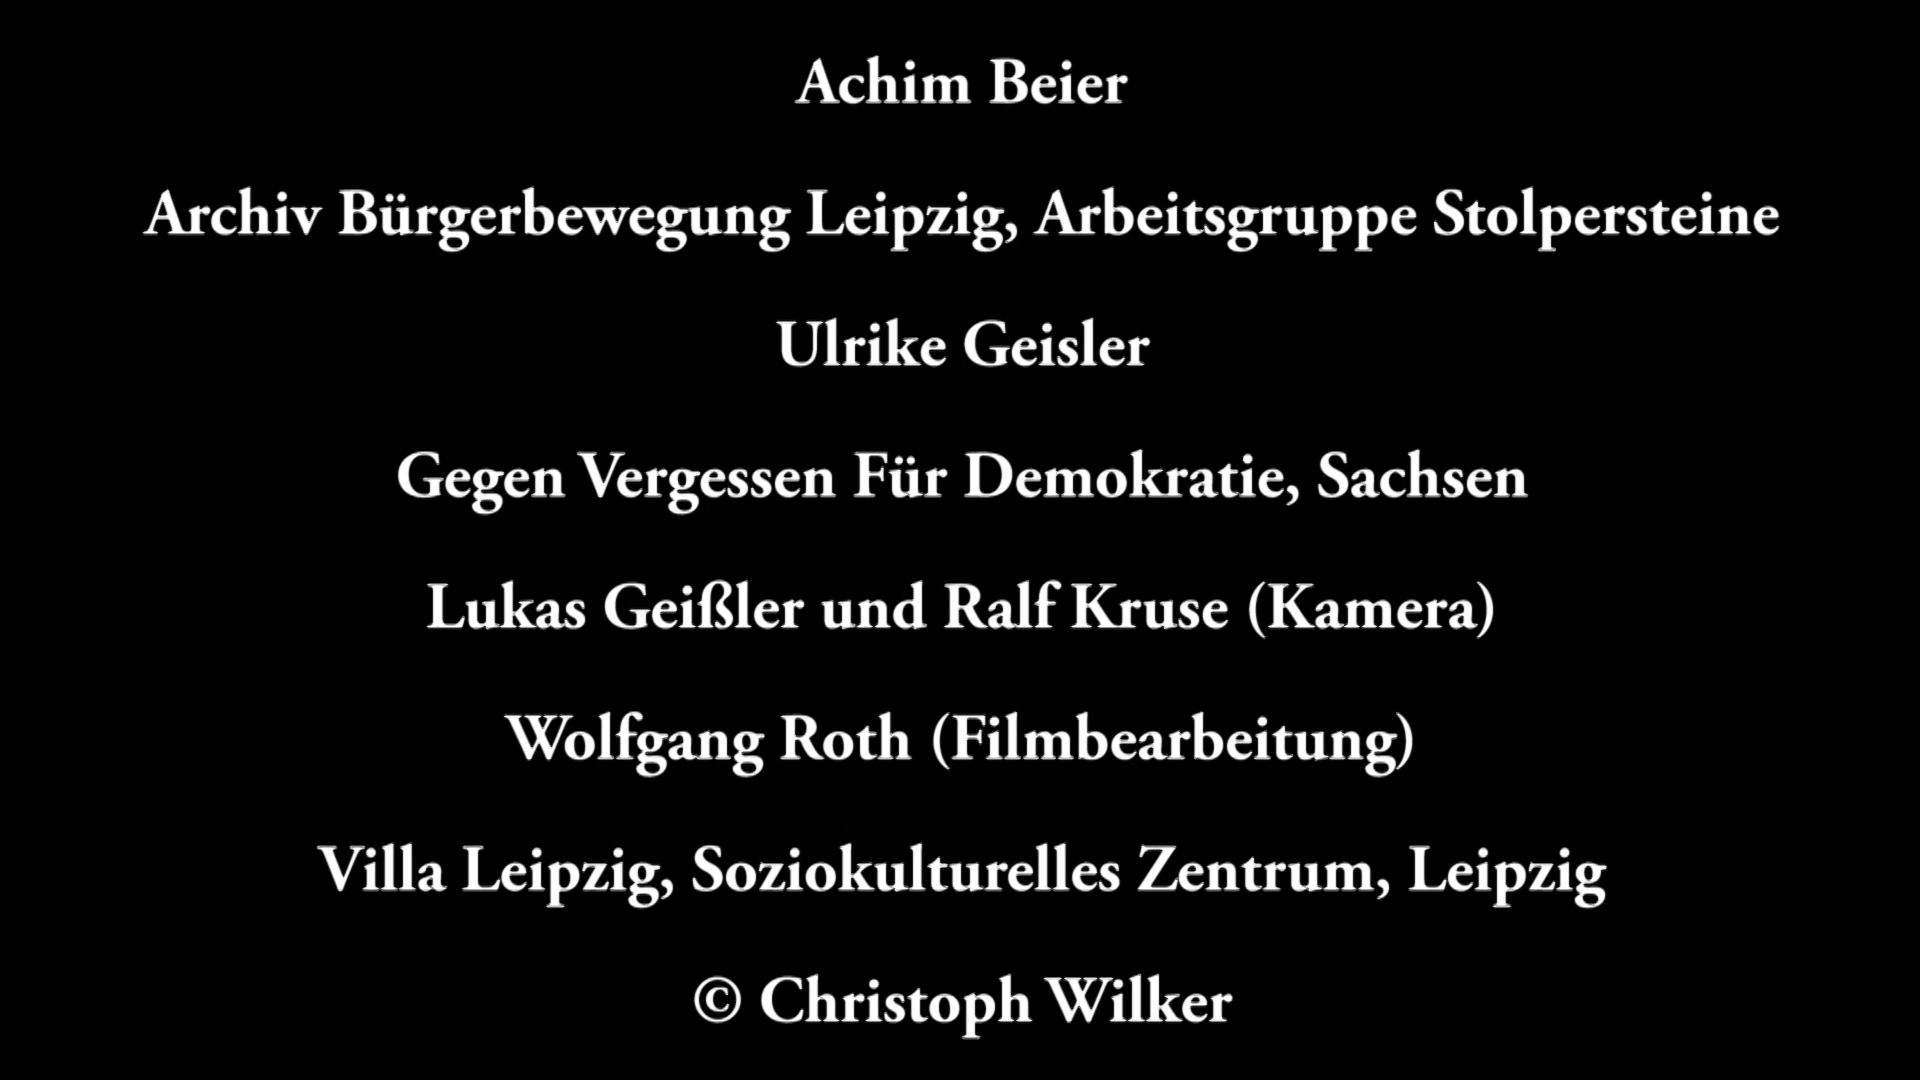 Achim Beier
Archiv Bürgerbewegung Leipzig, Arbeitsgruppe Stolpersteine
Ulrike Geisler
Gegen Vergessen Für Demokratie, Sachsen
Lukas Geißler und Ralf Kruse (Kamera)
Wolfgang Roth (Filmbearbeitung)
Villa Leipzig, Soziokulturelles Zentrum, Leipzig
© Christoph Wilker